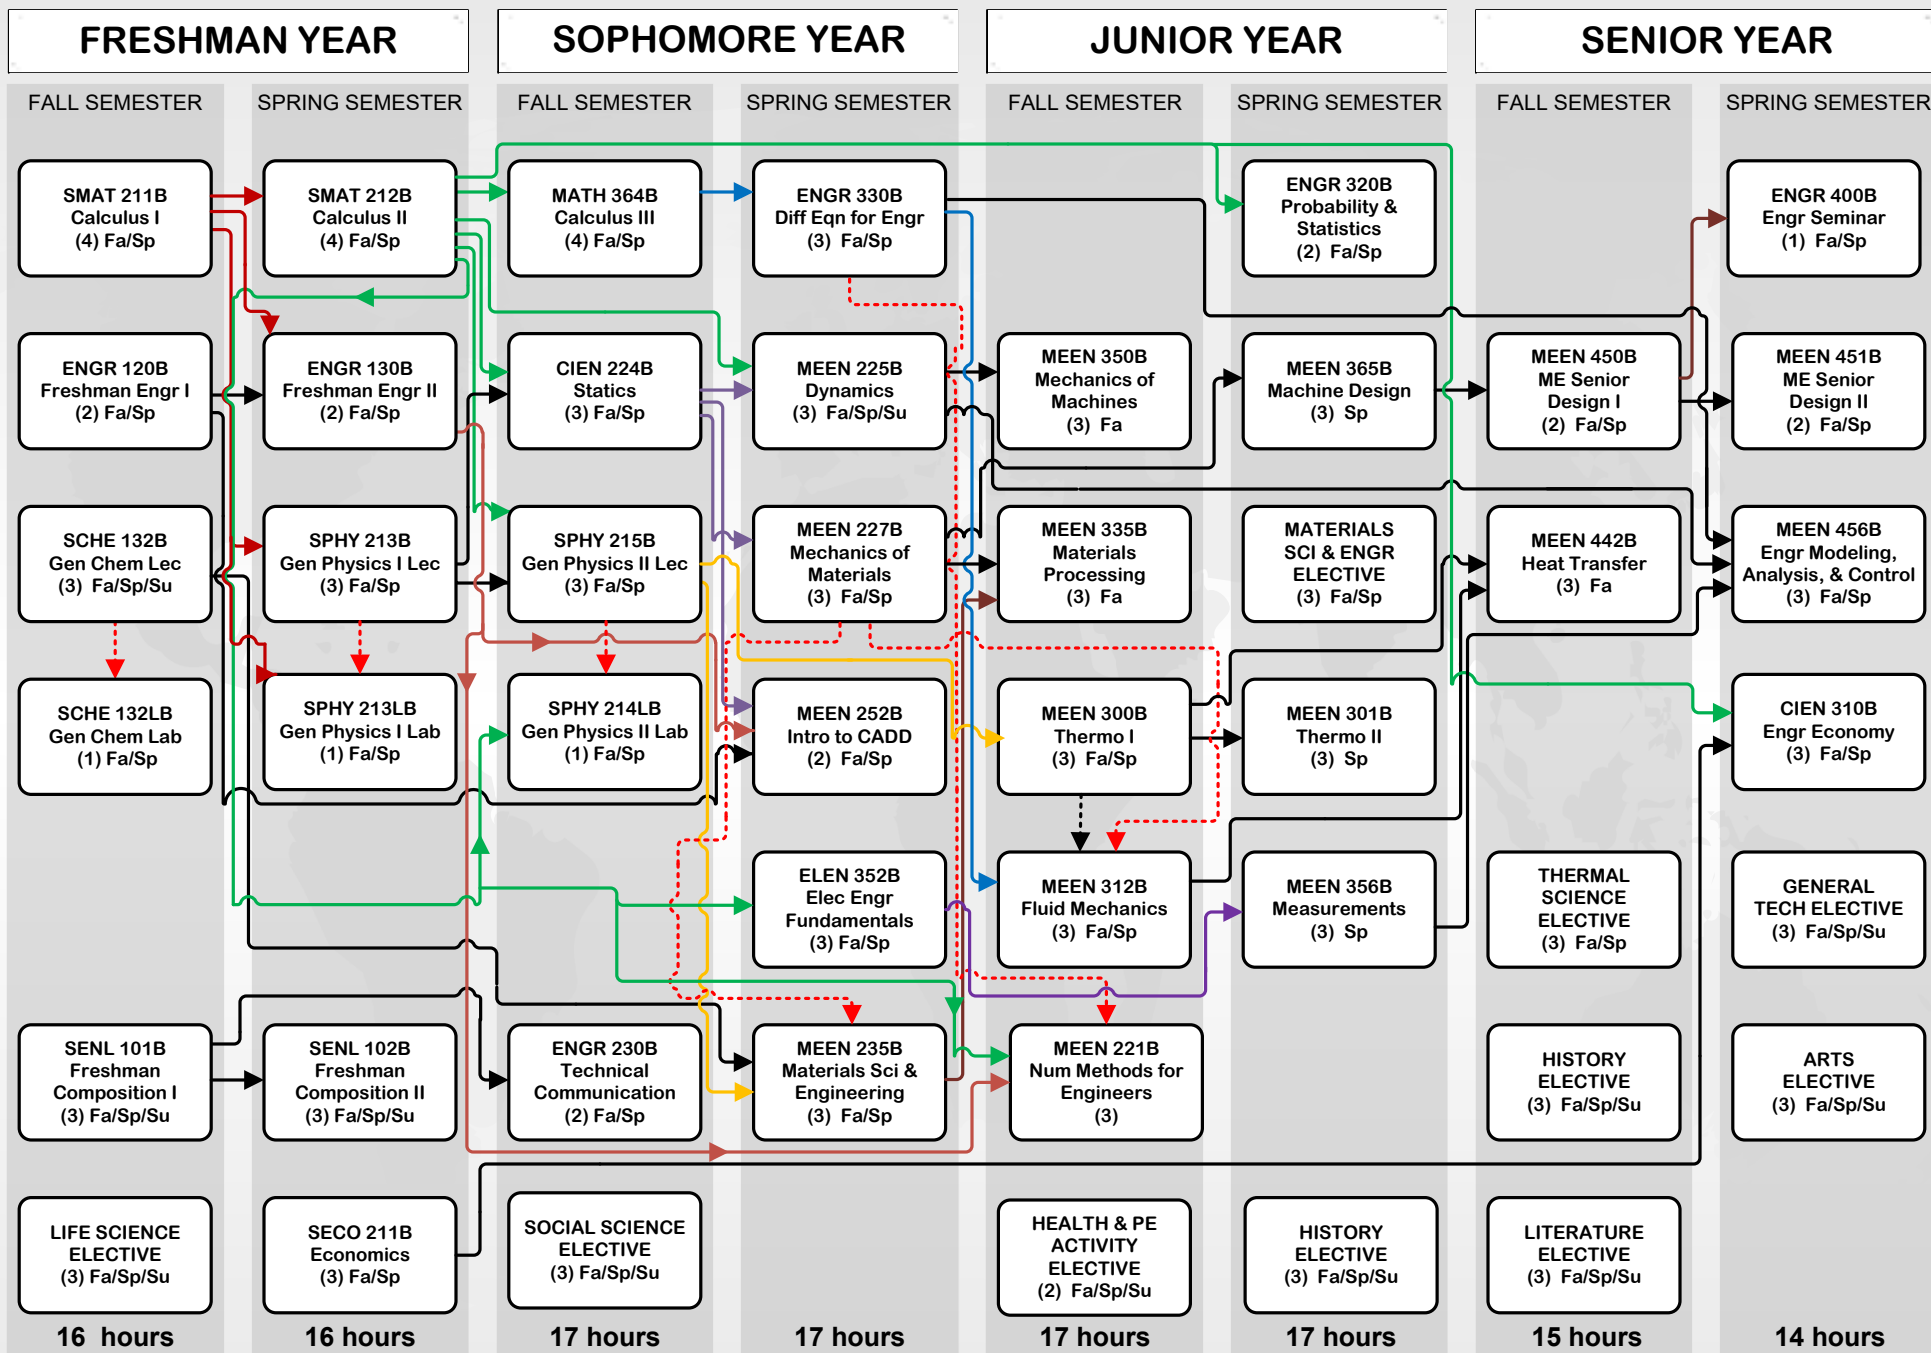 FRESHMAN YEAR
SOPHOMORE YEAR
JUNIOR YEAR
SENIOR YEAR
FALL SEMESTER
SPRING SEMESTER
FALL SEMESTER
SPRING SEMESTER
FALL SEMESTER
SPRING SEMESTER
FALL SEMESTER
SPRING SEMESTER
SMAT 211B
Calculus I
(4) Fa/Sp
SMAT 212B
Calculus II
(4) Fa/Sp
MATH 364B
Calculus III
(4) Fa/Sp
ENGR 330B
Diff Eqn for Engr
(3) Fa/Sp
ENGR 320B
Probability &
Statistics
(2) Fa/Sp
ENGR 400B
Engr Seminar
(1) Fa/Sp
ENGR 120B
Freshman Engr I
(2) Fa/Sp
ENGR 130B
Freshman Engr II
(2) Fa/Sp
CIEN 224B
Statics
(3) Fa/Sp
MEEN 225B
Dynamics
(3) Fa/Sp/Su
MEEN 350B
Mechanics of
Machines
(3) Fa
MEEN 365B
Machine Design
(3) Sp
MEEN 450B
ME Senior
Design I
(2) Fa/Sp
MEEN 451B
ME Senior
Design II
(2) Fa/Sp
SCHE 132B
Gen Chem Lec
(3) Fa/Sp/Su
SPHY 213B
Gen Physics I Lec
(3) Fa/Sp
SPHY 215B
Gen Physics II Lec
(3) Fa/Sp
MEEN 227B
Mechanics of
Materials
(3) Fa/Sp
MEEN 335B
Materials
Processing
(3) Fa
MATERIALS
SCI & ENGR
ELECTIVE
(3) Fa/Sp
MEEN 442B
Heat Transfer
(3) Fa
MEEN 456B
Engr Modeling,
Analysis, & Control
(3) Fa/Sp
SCHE 132LB
Gen Chem Lab
(1) Fa/Sp
SPHY 213LB
Gen Physics I Lab
(1) Fa/Sp
SPHY 214LB
Gen Physics II Lab
(1) Fa/Sp
MEEN 252B
Intro to CADD
(2) Fa/Sp
MEEN 300B
Thermo I
(3) Fa/Sp
MEEN 301B
Thermo II
(3) Sp
CIEN 310B
Engr Economy
(3) Fa/Sp
ELEN 352B
Elec Engr
Fundamentals
(3) Fa/Sp
MEEN 312B
Fluid Mechanics
(3) Fa/Sp
MEEN 356B
Measurements
(3) Sp
THERMAL
SCIENCE
ELECTIVE
(3) Fa/Sp
GENERAL
TECH ELECTIVE
(3) Fa/Sp/Su
SENL 101B
Freshman
Composition I
(3) Fa/Sp/Su
SENL 102B
Freshman
Composition II
(3) Fa/Sp/Su
ENGR 230B
Technical
Communication
(2) Fa/Sp
MEEN 235B
Materials Sci &
Engineering
(3) Fa/Sp
MEEN 221B
Num Methods for
Engineers
(3)
HISTORY
ELECTIVE
(3) Fa/Sp/Su
ARTS
ELECTIVE
(3) Fa/Sp/Su
LIFE SCIENCE
ELECTIVE
(3) Fa/Sp/Su
SECO 211B
Economics
(3) Fa/Sp
SOCIAL SCIENCE
ELECTIVE
(3) Fa/Sp/Su
HEALTH & PE
ACTIVITY
ELECTIVE
(2) Fa/Sp/Su
HISTORY
ELECTIVE
(3) Fa/Sp/Su
LITERATURE
ELECTIVE
(3) Fa/Sp/Su
16 hours
16 hours
17 hours
17 hours
17 hours
17 hours
15 hours
14 hours